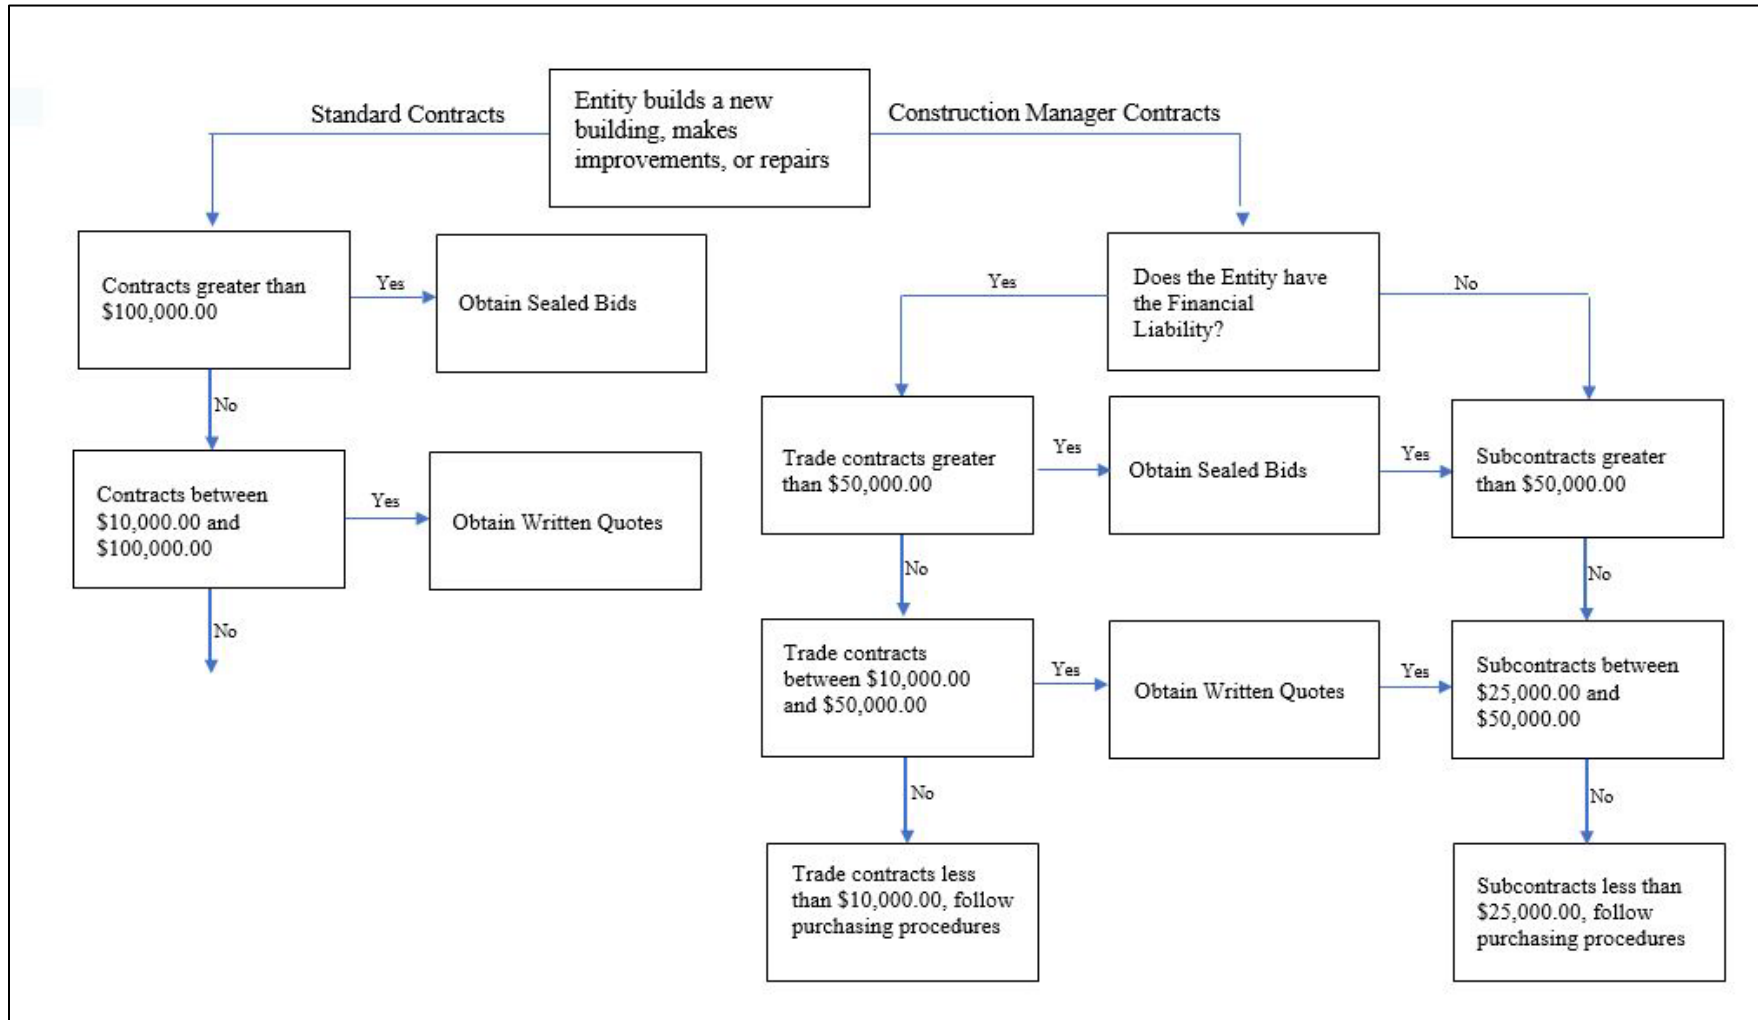 Standard Contracts
Entity builds a new
building, makes
improvements, or repairs
Construction Manager Contracts
Contracts greater than
$100,000.00
Yes
Obtain Sealed Bids
No
Contracts between
$10,000.00 and
$100,000.00
Yes
Obtain Written Quotes
No
Does the Entity have
the Financial
Liability?
Yes
No
Trade contracts greater
than $50,000.00
Yes
Obtain Sealed Bids
Yes
Subcontracts greater
than $50,000.00
No
No
Trade contracts
between $10,000.00
and $50,000.00
Yes
Obtain Written Quotes
Yes
Subcontracts between
$25,000.00 and
$50,000.00
No
No
Trade contracts less
than $10,000.00, follow
purchasing procedures
Subcontracts less than
$25,000.00, follow
purchasing procedures